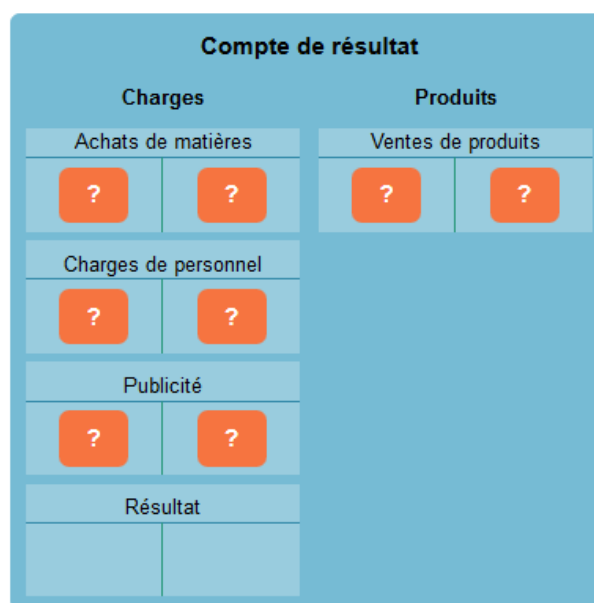 Compte de résultat
Charges
Produits
Achats de matières
Ventes de produits
? ?
? ?
Charges de personnel
? ?
Publicité
? ?
Résultat